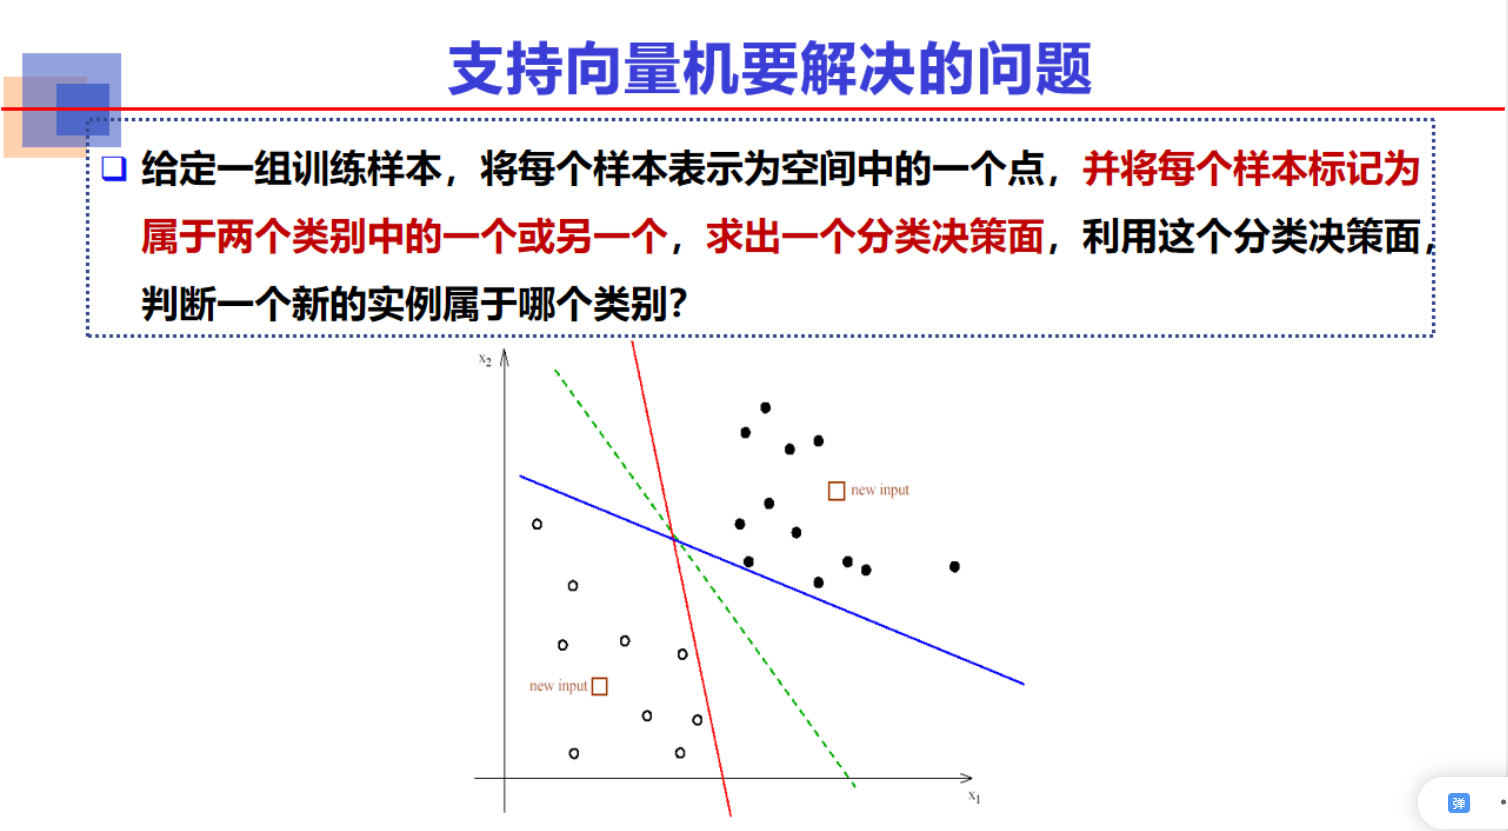 支持向量机要解决的问题
给定一组训练样本，将每个样本表示为空间中的一个点，并将每个样本标记为
属于两个类别中的一个或另一个，求出一个分类决策面，利用这个分类决策面，
判断一个新的实例属于哪个类别？
x₂
new input
new input
x₁
弹